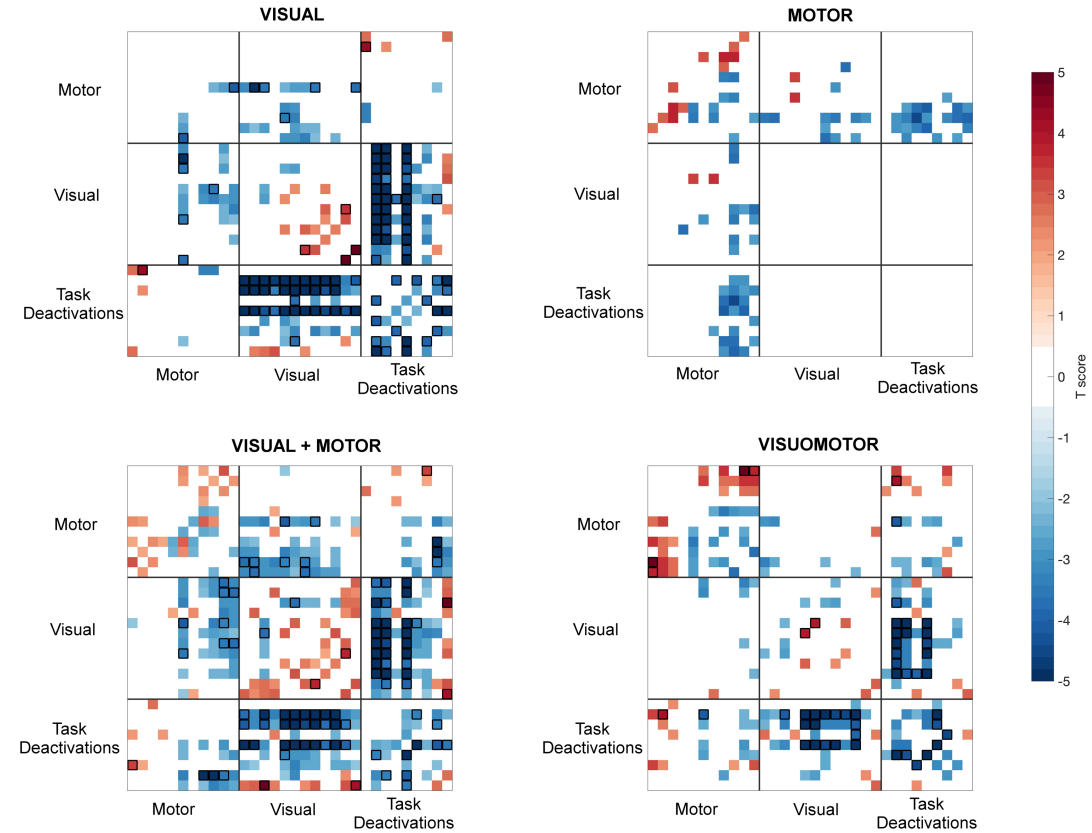 VISUAL
MOTOR
Motor
Visual
Task
Deactivations
Motor
Visual
Task
Deactivations
Motor
Visual
Task
Deactivations
Motor
Visual
Task
Deactivations
5
4
3
2
1
0
-1
-2
-3
-4
-5
T score
VISUAL + MOTOR
VISUOMOTOR
Motor
Visual
Task
Deactivations
Motor
Visual
Task
Deactivations
Motor
Visual
Task
Deactivations
Motor
Visual
Task
Deactivations